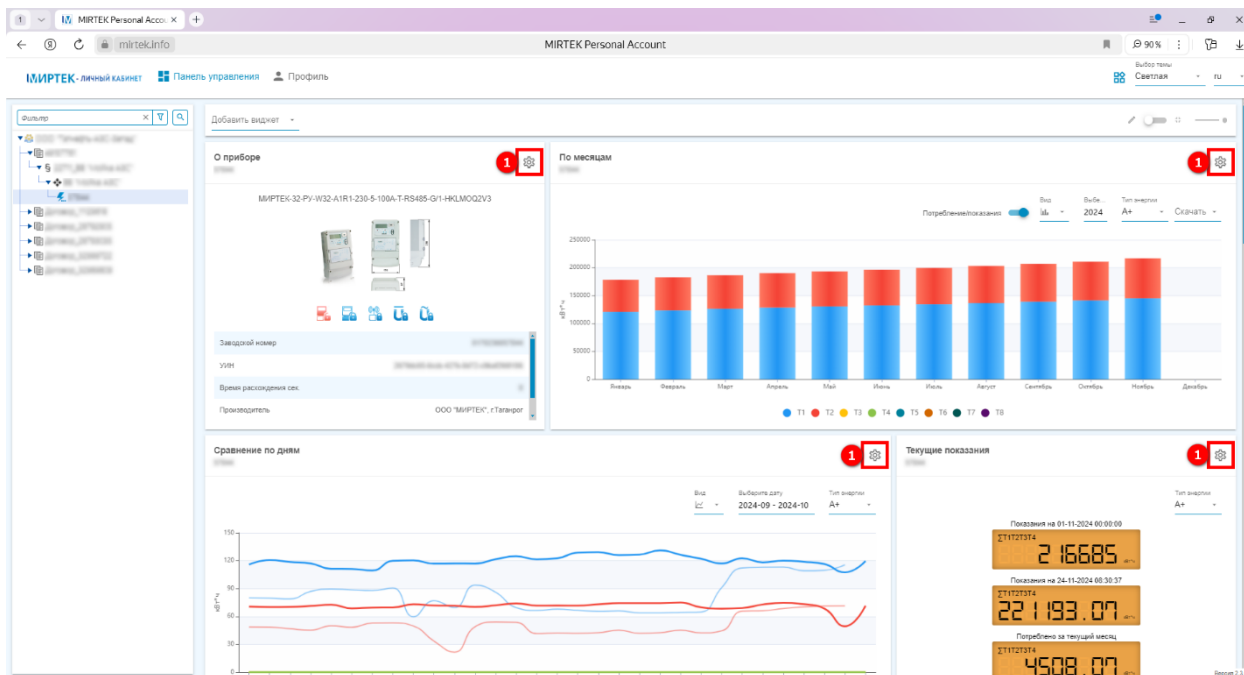 1
MIRTEK Personal Accou
mirtek.info
MIRTEK Personal Account
90%
МИРТЕК - ЛИЧНЫЙ КАБИНЕТ
Панель управления
Профиль
Выбор темы
Светлая
ru
Фильтр
Добавить виджет
О приборе
1
МИРТЕК-32-РУ-W32-A1R1-230-5-100A-T-RS485-G/1-HKLMOQ2V3
Заводской номер
УИН
Время расхождения сек
Производитель
ООО "МИРТЕК", г.Таганрог
По месяцам
1
Потребление/показания
Вид
Выбе...
2024
Тип энергии
A+
Скачать
кВт*ч
250000
200000
150000
100000
50000
0
Январь Февраль Март Апрель Май Июнь Июль Август Сентябрь Октябрь Ноябрь Декабрь
T1 T2 T3 T4 T5 T6 T7 T8
Сравнение по дням
1
Вид
Выберите дату
2024-09 - 2024-10
Тип энергии
A+
кВт*ч
150
120
90
60
30
0
Текущие показания
1
Тип энергии
A+
Показания на 01-11-2024 00:00:00
∑T1T2T3T4
216685
Показания на 24-11-2024 08:30:37
∑T1T2T3T4
221193.07
Потреблено за текущий месяц
∑T1T2T3T4
4508.07